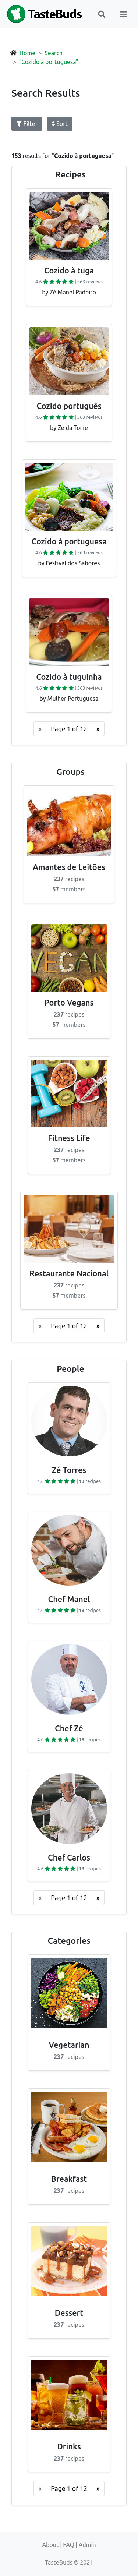 TasteBuds
Home > Search
> "Cozido à portuguesa"
Search Results
Filter
Sort
153 results for "Cozido à portuguesa"
Recipes
Cozido à tuga
4.6 | 563 reviews
by Zé Manel Padeiro
Cozido português
4.6 | 563 reviews
by Zé da Torre
Cozido à portuguesa
4.6 | 563 reviews
by Festival dos Sabores
Cozido à tuguinha
4.6 | 563 reviews
by Mulher Portuguesa
« Page 1 of 12 »
Groups
Amantes de Leitões
237 recipes
57 members
VEGAN
Porto Vegans
237 recipes
57 members
Fitness Life
237 recipes
57 members
Restaurante Nacional
237 recipes
57 members
« Page 1 of 12 »
People
Zé Torres
4.6 | 13 recipes
Chef Manel
4.6 | 13 recipes
Chef Zé
4.6 | 13 recipes
Chef Carlos
4.6 | 13 recipes
« Page 1 of 12 »
Categories
Vegetarian
237 recipes
Breakfast
237 recipes
Dessert
237 recipes
Drinks
237 recipes
« Page 1 of 12 »
About | FAQ | Admin
TasteBuds © 2021